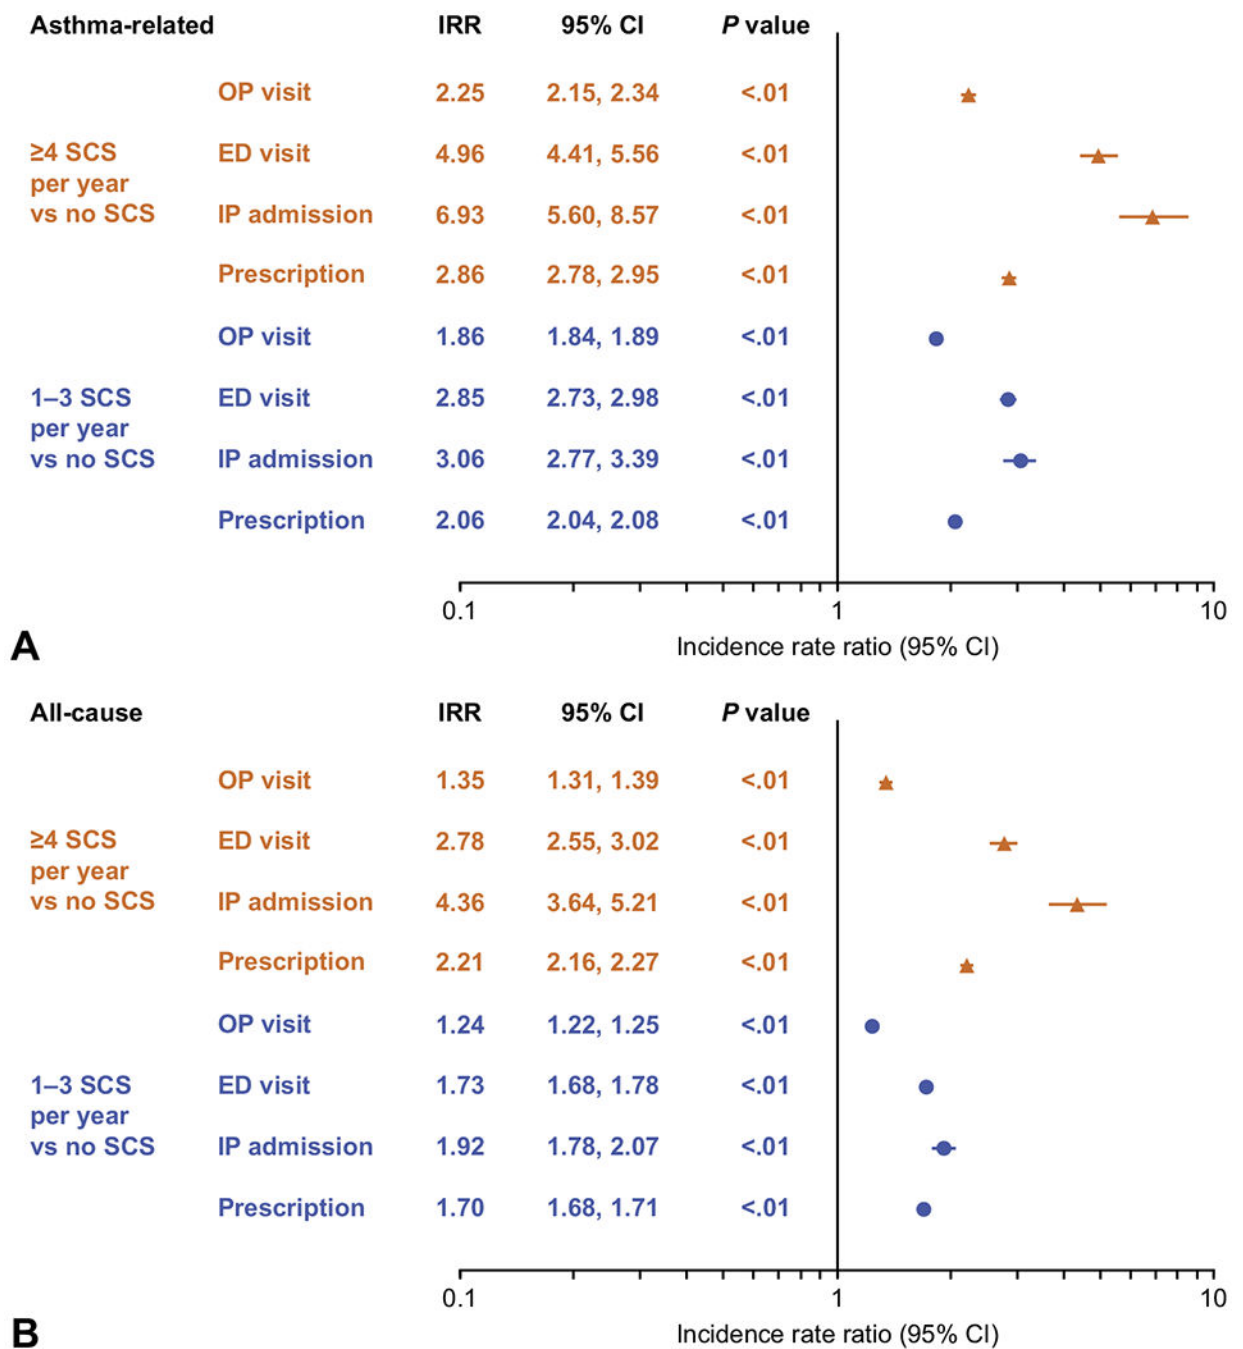 Asthma-related IRR 95% CI P value
OP visit 2.25 2.15, 2.34 <.01
≥4 SCS ED visit 4.96 4.41, 5.56 <.01
per year
vs no SCS IP admission 6.93 5.60, 8.57 <.01
Prescription 2.86 2.78, 2.95 <.01
OP visit 1.86 1.84, 1.89 <.01
1–3 SCS ED visit 2.85 2.73, 2.98 <.01
per year
vs no SCS IP admission 3.06 2.77, 3.39 <.01
Prescription 2.06 2.04, 2.08 <.01
0.1 1 10
Incidence rate ratio (95% CI)
A
All-cause IRR 95% CI P value
OP visit 1.35 1.31, 1.39 <.01
≥4 SCS ED visit 2.78 2.55, 3.02 <.01
per year
vs no SCS IP admission 4.36 3.64, 5.21 <.01
Prescription 2.21 2.16, 2.27 <.01
OP visit 1.24 1.22, 1.25 <.01
1–3 SCS ED visit 1.73 1.68, 1.78 <.01
per year
vs no SCS IP admission 1.92 1.78, 2.07 <.01
Prescription 1.70 1.68, 1.71 <.01
0.1 1 10
Incidence rate ratio (95% CI)
B